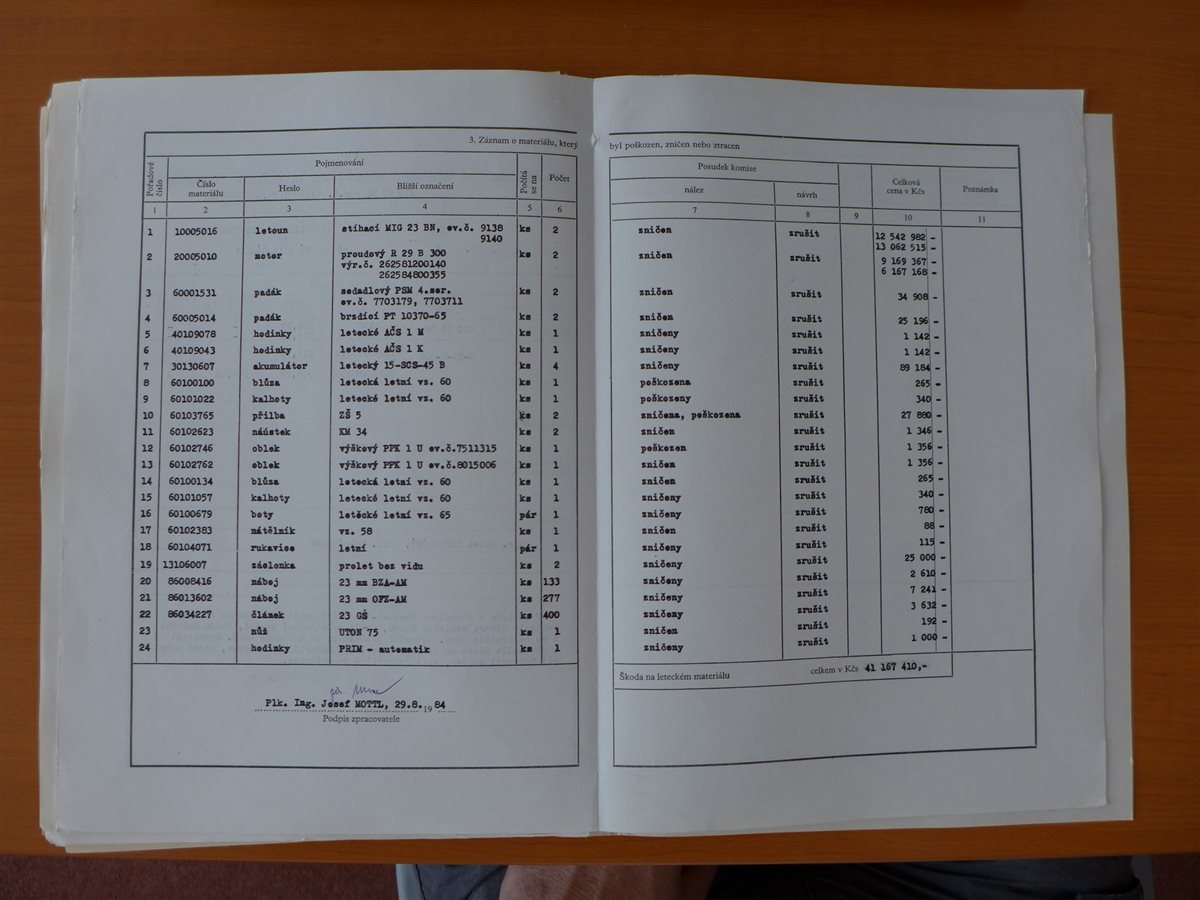 3. Záznam o materiálu, který byl poškozen, zničen nebo ztracen
Pořadové číslo | Pojmenování | Počítá se na | Počet | Posudek komise | Celková cena v Kčs | Poznámka
Číslo materiálu | Heslo | Bližší označení | nález | návrh
1 2 3 4 5 6 7 8 9 10 11
1 10005016 letoun stíhací MIG 23 BN, ev.č. 9138 ks 2 zničen zrušit 12 542 982 -
9140 13 062 515 -
2 20005010 motor proudový R 29 B 300 ks 2 zničen zrušit 9 169 367 -
výr.č. 262581200140 6 167 168 -
262584800355
3 60001531 padák sedadlový PSM 4.ser. ks 2 zničen zrušit 34 908 -
ev.č. 7703179, 7703711
4 60005014 padák brzdící PT 10370-65 ks 2 zničen zrušit 25 196 -
5 40109078 hodinky letecké AČS 1 M ks 1 zničeny zrušit 1 142 -
6 40109043 hodinky letecké AČS 1 K ks 1 zničeny zrušit 1 142 -
7 30130607 akumulátor letecký 15-SCS-45 B ks 4 zničeny zrušit 89 184 -
8 60100100 blůza letecká letní vz. 60 ks 1 poškozena zrušit 265 -
9 60101022 kalhoty letecké letní vz. 60 ks 1 poškozeny zrušit 340 -
10 60103765 přilba ZŠ 5 ks 2 zničena, poškozena zrušit 27 880 -
11 60102623 náústek KM 34 ks 2 zničen zrušit 1 346 -
12 60102746 oblek výškový PPK 1 U ev.č.7511315 ks 1 poškozen zrušit 1 356 -
13 60102762 oblek výškový PPK 1 U ev.č.8015006 ks 1 zničen zrušit 1 356 -
14 60100134 blůza letecká letní vz. 60 ks 1 zničena zrušit 265 -
15 60101057 kalhoty letecké letní vz. 60 ks 1 zničeny zrušit 340 -
16 60100679 boty letécké letní vz. 65 pár 1 zničeny zrušit 780 -
17 60102383 nátělník vz. 58 ks 1 zničen zrušit 88 -
18 60104071 rukavice letní pár 1 zničeny zrušit 115 -
19 13106007 záslonka prolet bez vidu ks 2 zničeny zrušit 25 000 -
20 86008416 náboj 23 mm BZA-AM ks 133 zničeny zrušit 2 610 -
21 86013602 náboj 23 mm OFZ-AM ks 277 zničeny zrušit 7 241 -
22 86034227 článek 23 GŠ ks 400 zničeny zrušit 3 632 -
23 nůž UTON 75 ks 1 zničen zrušit 192 -
24 hodinky PRIM - automatik ks 1 zničeny zrušit 1 000 -
Škoda na leteckém materiálu celkem v Kčs 41 167 410,-
Plk. Ing. Josef MOTTL, 29.8. 19 84
Podpis zpracovatele